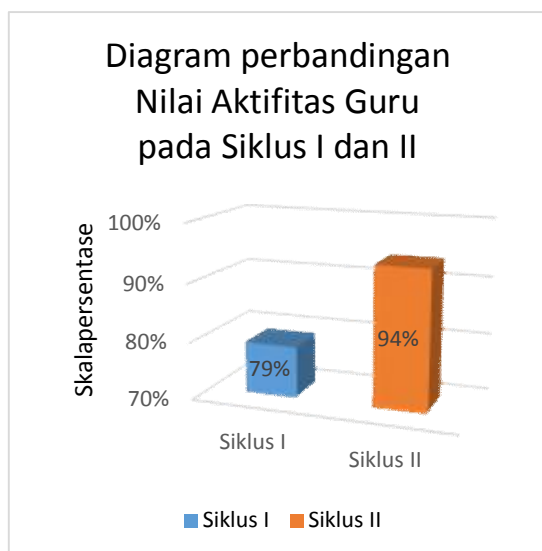 Diagram perbandingan
Nilai Aktifitas Guru
pada Siklus I dan II
Skalapersentase
100%
90%
80%
70%
79%
94%
Siklus I
Siklus II
Siklus I Siklus II